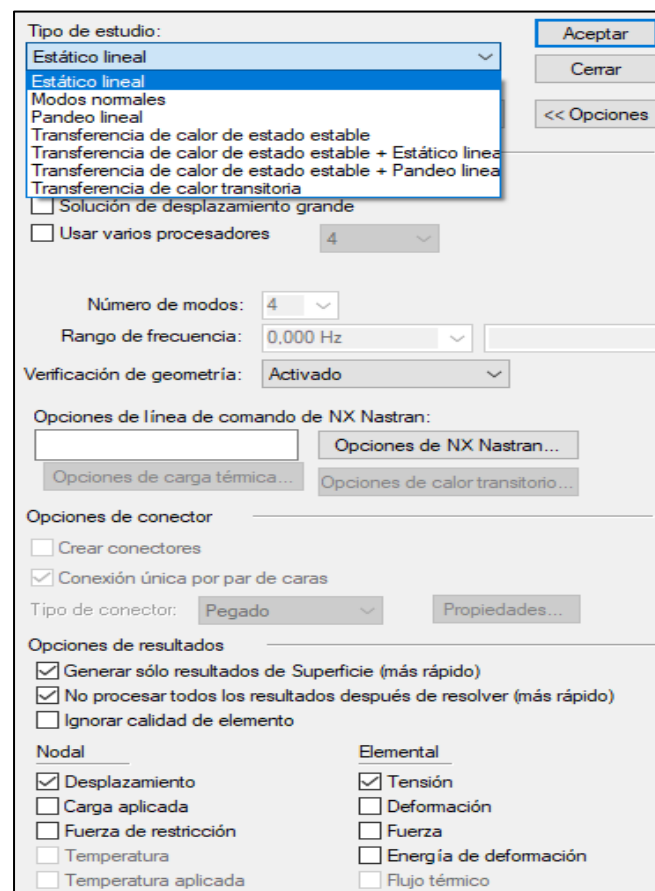 Tipo de estudio:
Aceptar
Estático lineal
Cerrar
Estático lineal
Modos normales
Pandeo lineal
<< Opciones
Transferencia de calor de estado estable
Transferencia de calor de estado estable + Estático linea
Transferencia de calor de estado estable + Pandeo linea
Transferencia de calor transitoria
Solución de desplazamiento grande
Usar varios procesadores 4
Número de modos: 4
Rango de frecuencia: 0,000 Hz
Verificación de geometría: Activado
Opciones de línea de comando de NX Nastran:
Opciones de NX Nastran...
Opciones de carga térmica... Opciones de calor transitorio...
Opciones de conector
Crear conectores
Conexión única por par de caras
Tipo de conector: Pegado Propiedades...
Opciones de resultados
Generar sólo resultados de Superficie (más rápido)
No procesar todos los resultados después de resolver (más rápido)
Ignorar calidad de elemento
Nodal Elemental
Desplazamiento Tensión
Carga aplicada Deformación
Fuerza de restricción Fuerza
Temperatura Energía de deformación
Temperatura aplicada Flujo térmico